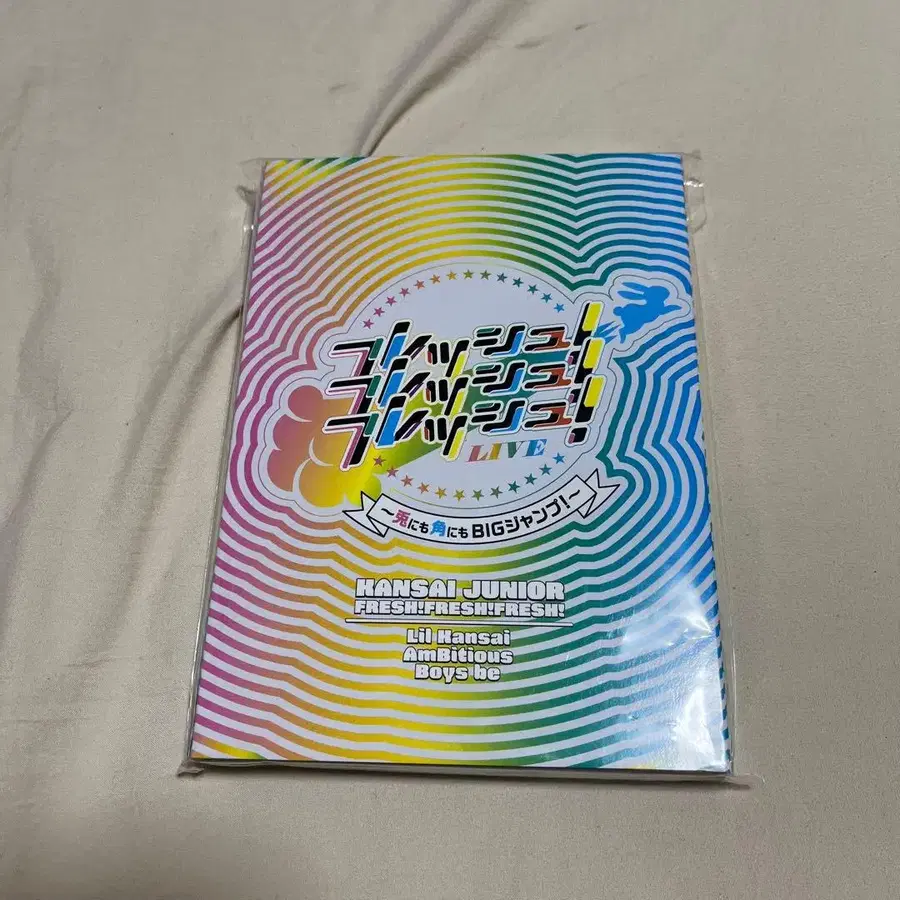 フレッシュ!
フレッシュ!
フレッシュ!
LIVE
~兎にも角にもBIGジャンプ!~
KANSAI JUNIOR
FRESH!FRESH!FRESH!
Lil Kansai
AmBitious
Boys be